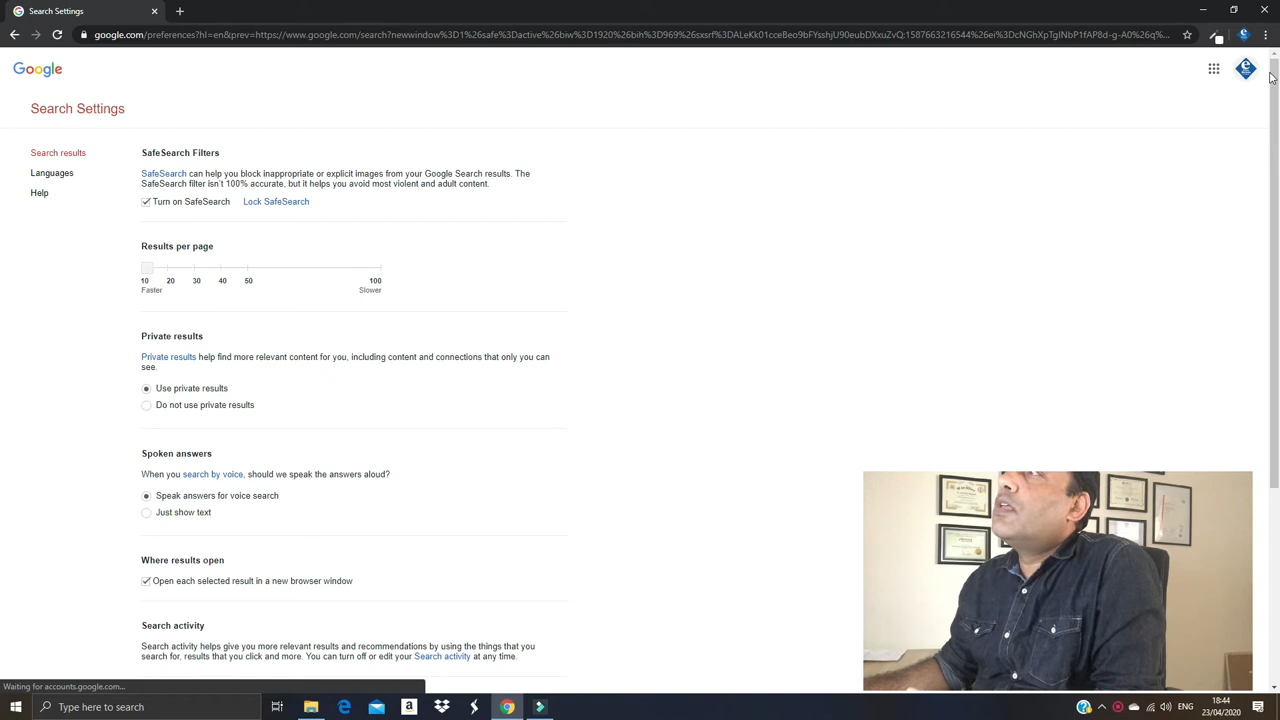 Search Settings
google.com/preferences?hl=en&prev=https://www.google.com/search?newwindow%3D1%26safe%3Dactive%26biw%3D1920%26bih%3D969%26sxsrf%3DALeKk01cceBeo9bFYsshjU90eubDXxuZvQ:1587663216544%26ei%3DcNGhXpTgINbP1fAP8d-g-A0%26q%...
Google
Search Settings
Search results
Languages
Help
SafeSearch Filters
SafeSearch can help you block inappropriate or explicit images from your Google Search results. The
SafeSearch filter isn't 100% accurate, but it helps you avoid most violent and adult content.
Turn on SafeSearch Lock SafeSearch
Results per page
10 20 30 40 50 100
Faster Slower
Private results
Private results help find more relevant content for you, including content and connections that only you can
see.
Use private results
Do not use private results
Spoken answers
When you search by voice, should we speak the answers aloud?
Speak answers for voice search
Just show text
Where results open
Open each selected result in a new browser window
Search activity
Search activity helps give you more relevant results and recommendations by using the things that you
search for, results that you click and more. You can turn off or edit your Search activity at any time.
Waiting for accounts.google.com...
Type here to search
18:44
23/04/2020